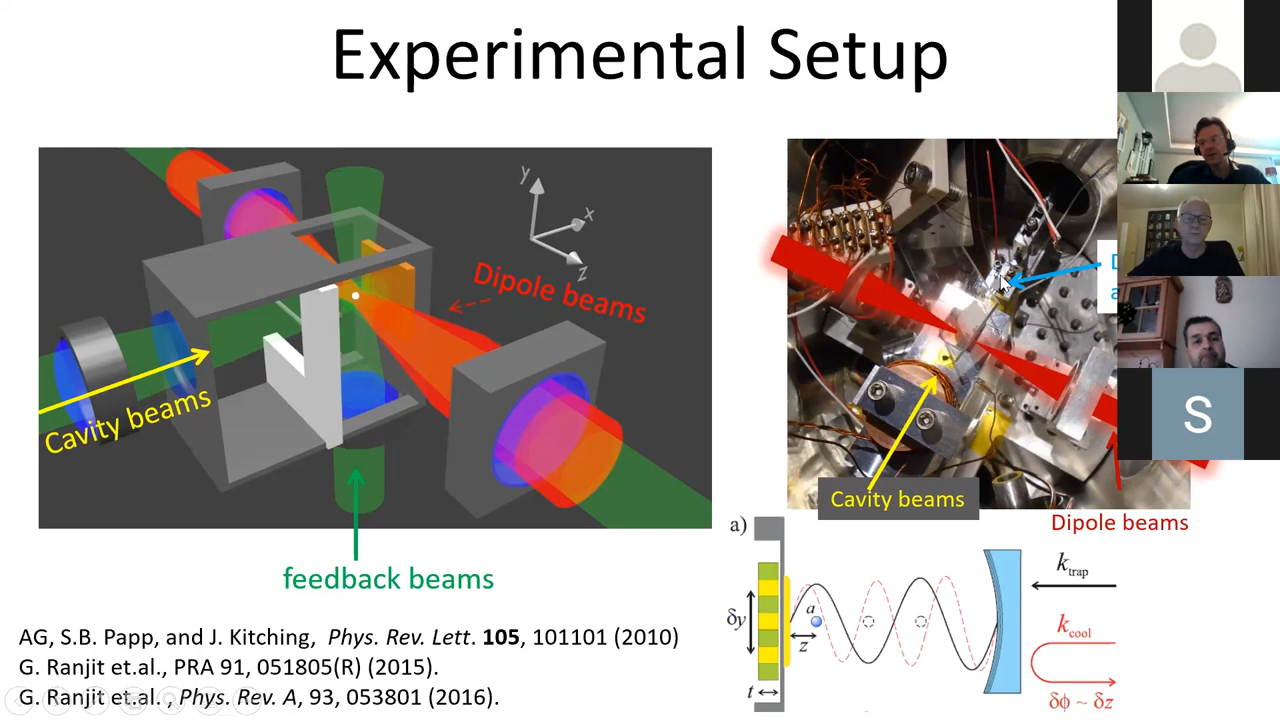 Experimental Setup
y
x
z
Dipole beams
Cavity beams
feedback beams
Cavity beams
Dipole beams
S
AG, S.B. Papp, and J. Kitching, Phys. Rev. Lett. 105, 101101 (2010)
G. Ranjit et.al., PRA 91, 051805(R) (2015).
G. Ranjit et.al. , Phys. Rev. A, 93, 053801 (2016).
a)
δy
a
z
t
k_trap
k_cool
δϕ ~ δz